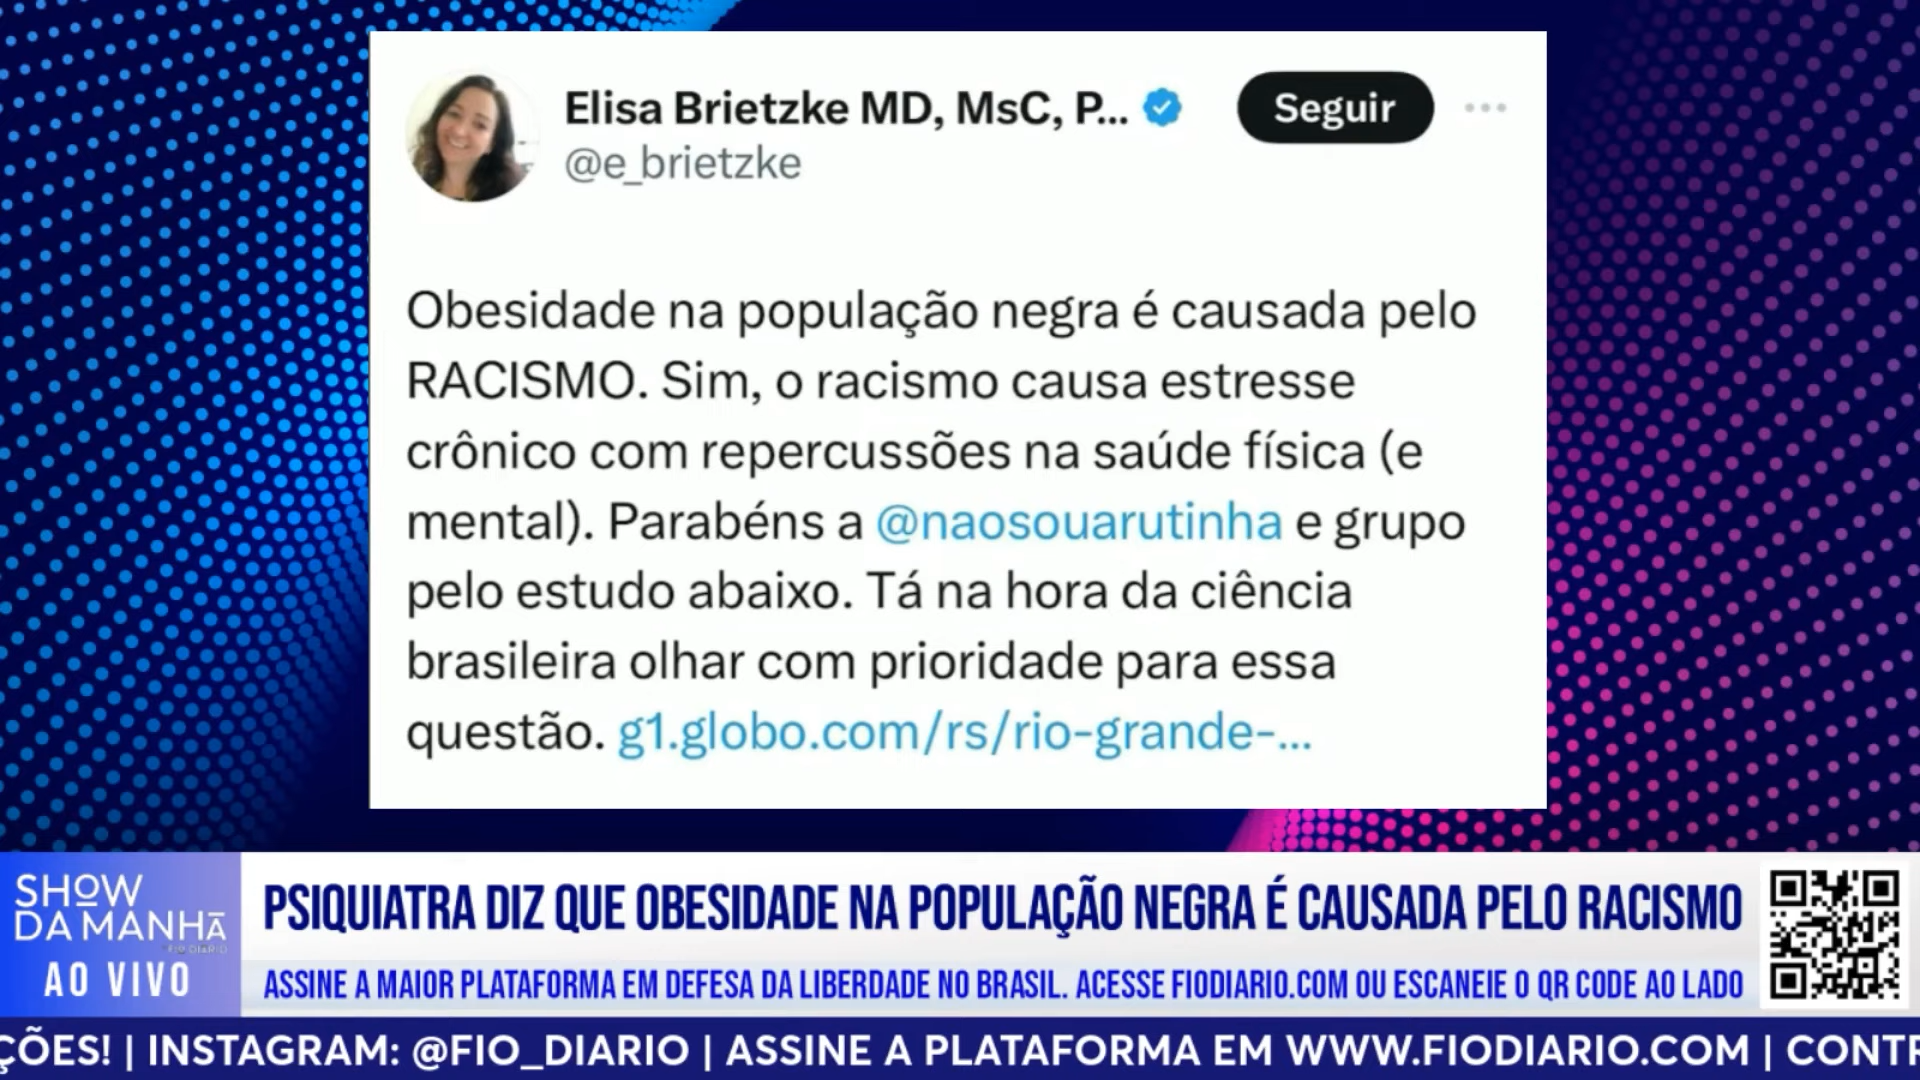 Elisa Brietzke MD, MsC, P...
Seguir
@e_brietzke
Obesidade na população negra é causada pelo
RACISMO. Sim, o racismo causa estresse
crônico com repercussões na saúde física (e
mental). Parabéns a @naosouarutinha e grupo
pelo estudo abaixo. Tá na hora da ciência
brasileira olhar com prioridade para essa
questão. g1.globo.com/rs/rio-grande-...
SHOW
DA MANHÃ
FIO DIÁRIO
AO VIVO
PSIQUIATRA DIZ QUE OBESIDADE NA POPULAÇÃO NEGRA É CAUSADA PELO RACISMO
ASSINE A MAIOR PLATAFORMA EM DEFESA DA LIBERDADE NO BRASIL. ACESSE FIODIARIO.COM OU ESCANEIE O QR CODE AO LADO
ÇÕES! | INSTAGRAM: @FIO_DIARIO | ASSINE A PLATAFORMA EM WWW.FIODIARIO.COM | CONTR